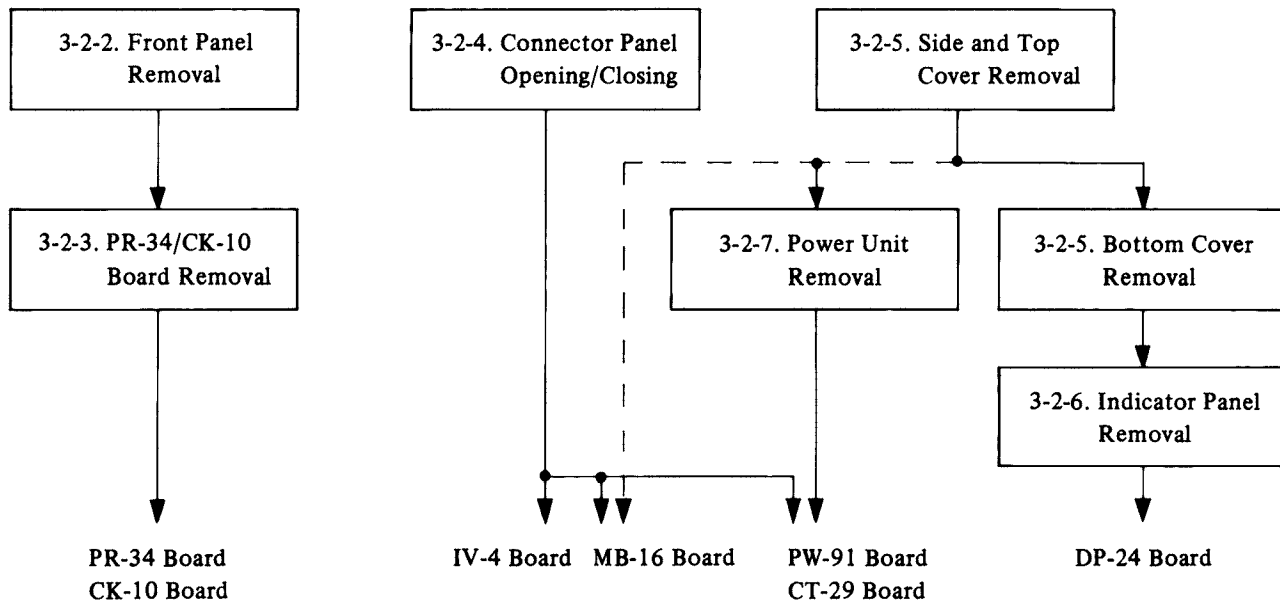 3-2-2. Front Panel
Removal
3-2-4. Connector Panel
Opening/Closing
3-2-5. Side and Top
Cover Removal
3-2-3. PR-34/CK-10
Board Removal
3-2-7. Power Unit
Removal
3-2-5. Bottom Cover
Removal
3-2-6. Indicator Panel
Removal
PR-34 Board
CK-10 Board
IV-4 Board
MB-16 Board
PW-91 Board
CT-29 Board
DP-24 Board